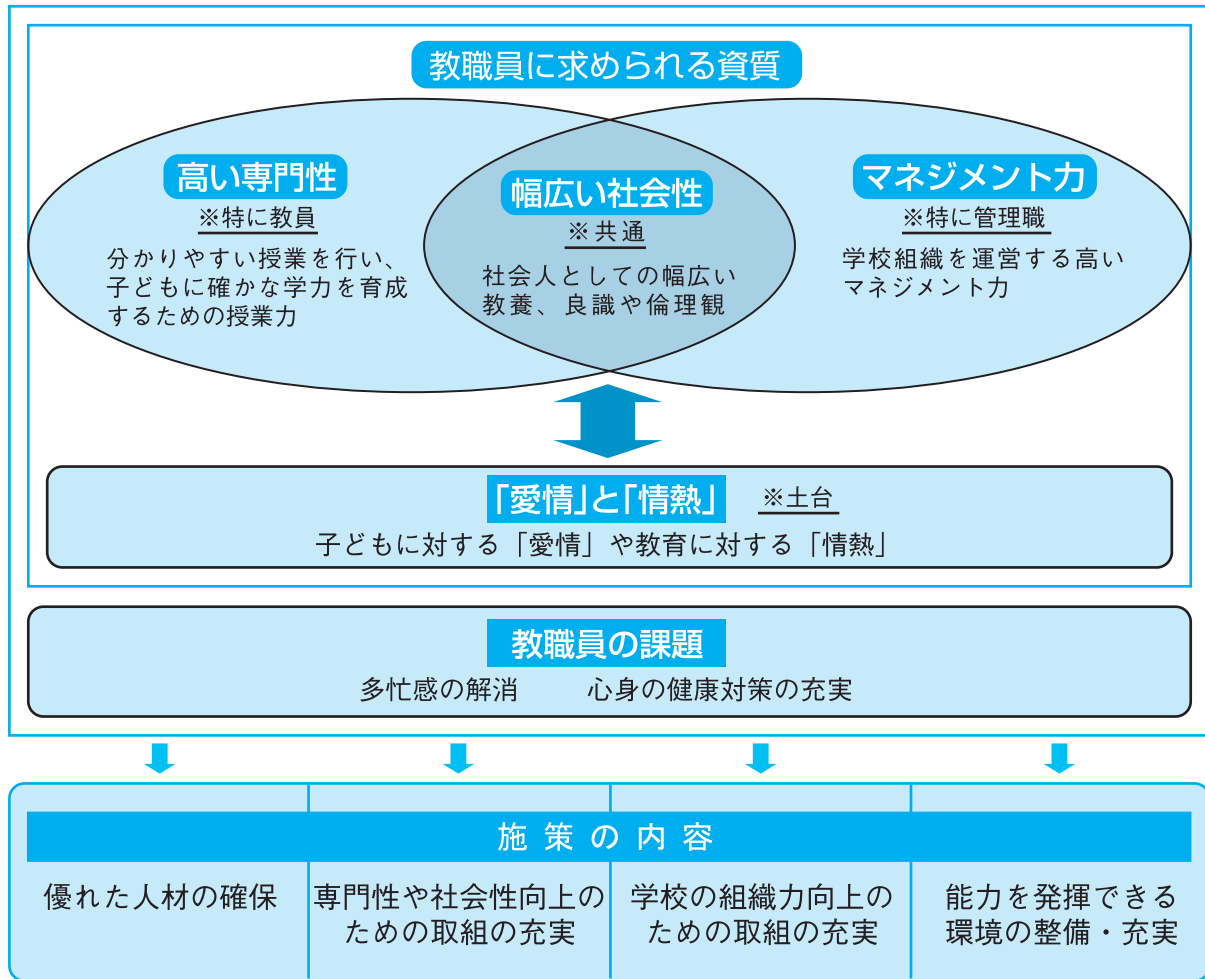 教職員に求められる資質
高い専門性
※特に教員
分かりやすい授業を行い、
子どもに確かな学力を育成
するための授業力
幅広い社会性
※共通
社会人としての幅広い
教養、良識や倫理観
マネジメント力
※特に管理職
学校組織を運営する高い
マネジメント力
「愛情」と「情熱」 ※土台
子どもに対する「愛情」や教育に対する「情熱」
教職員の課題
多忙感の解消 心身の健康対策の充実
施策の内容
優れた人材の確保
専門性や社会性向上の
ための取組の充実
学校の組織力向上の
ための取組の充実
能力を発揮できる
環境の整備・充実